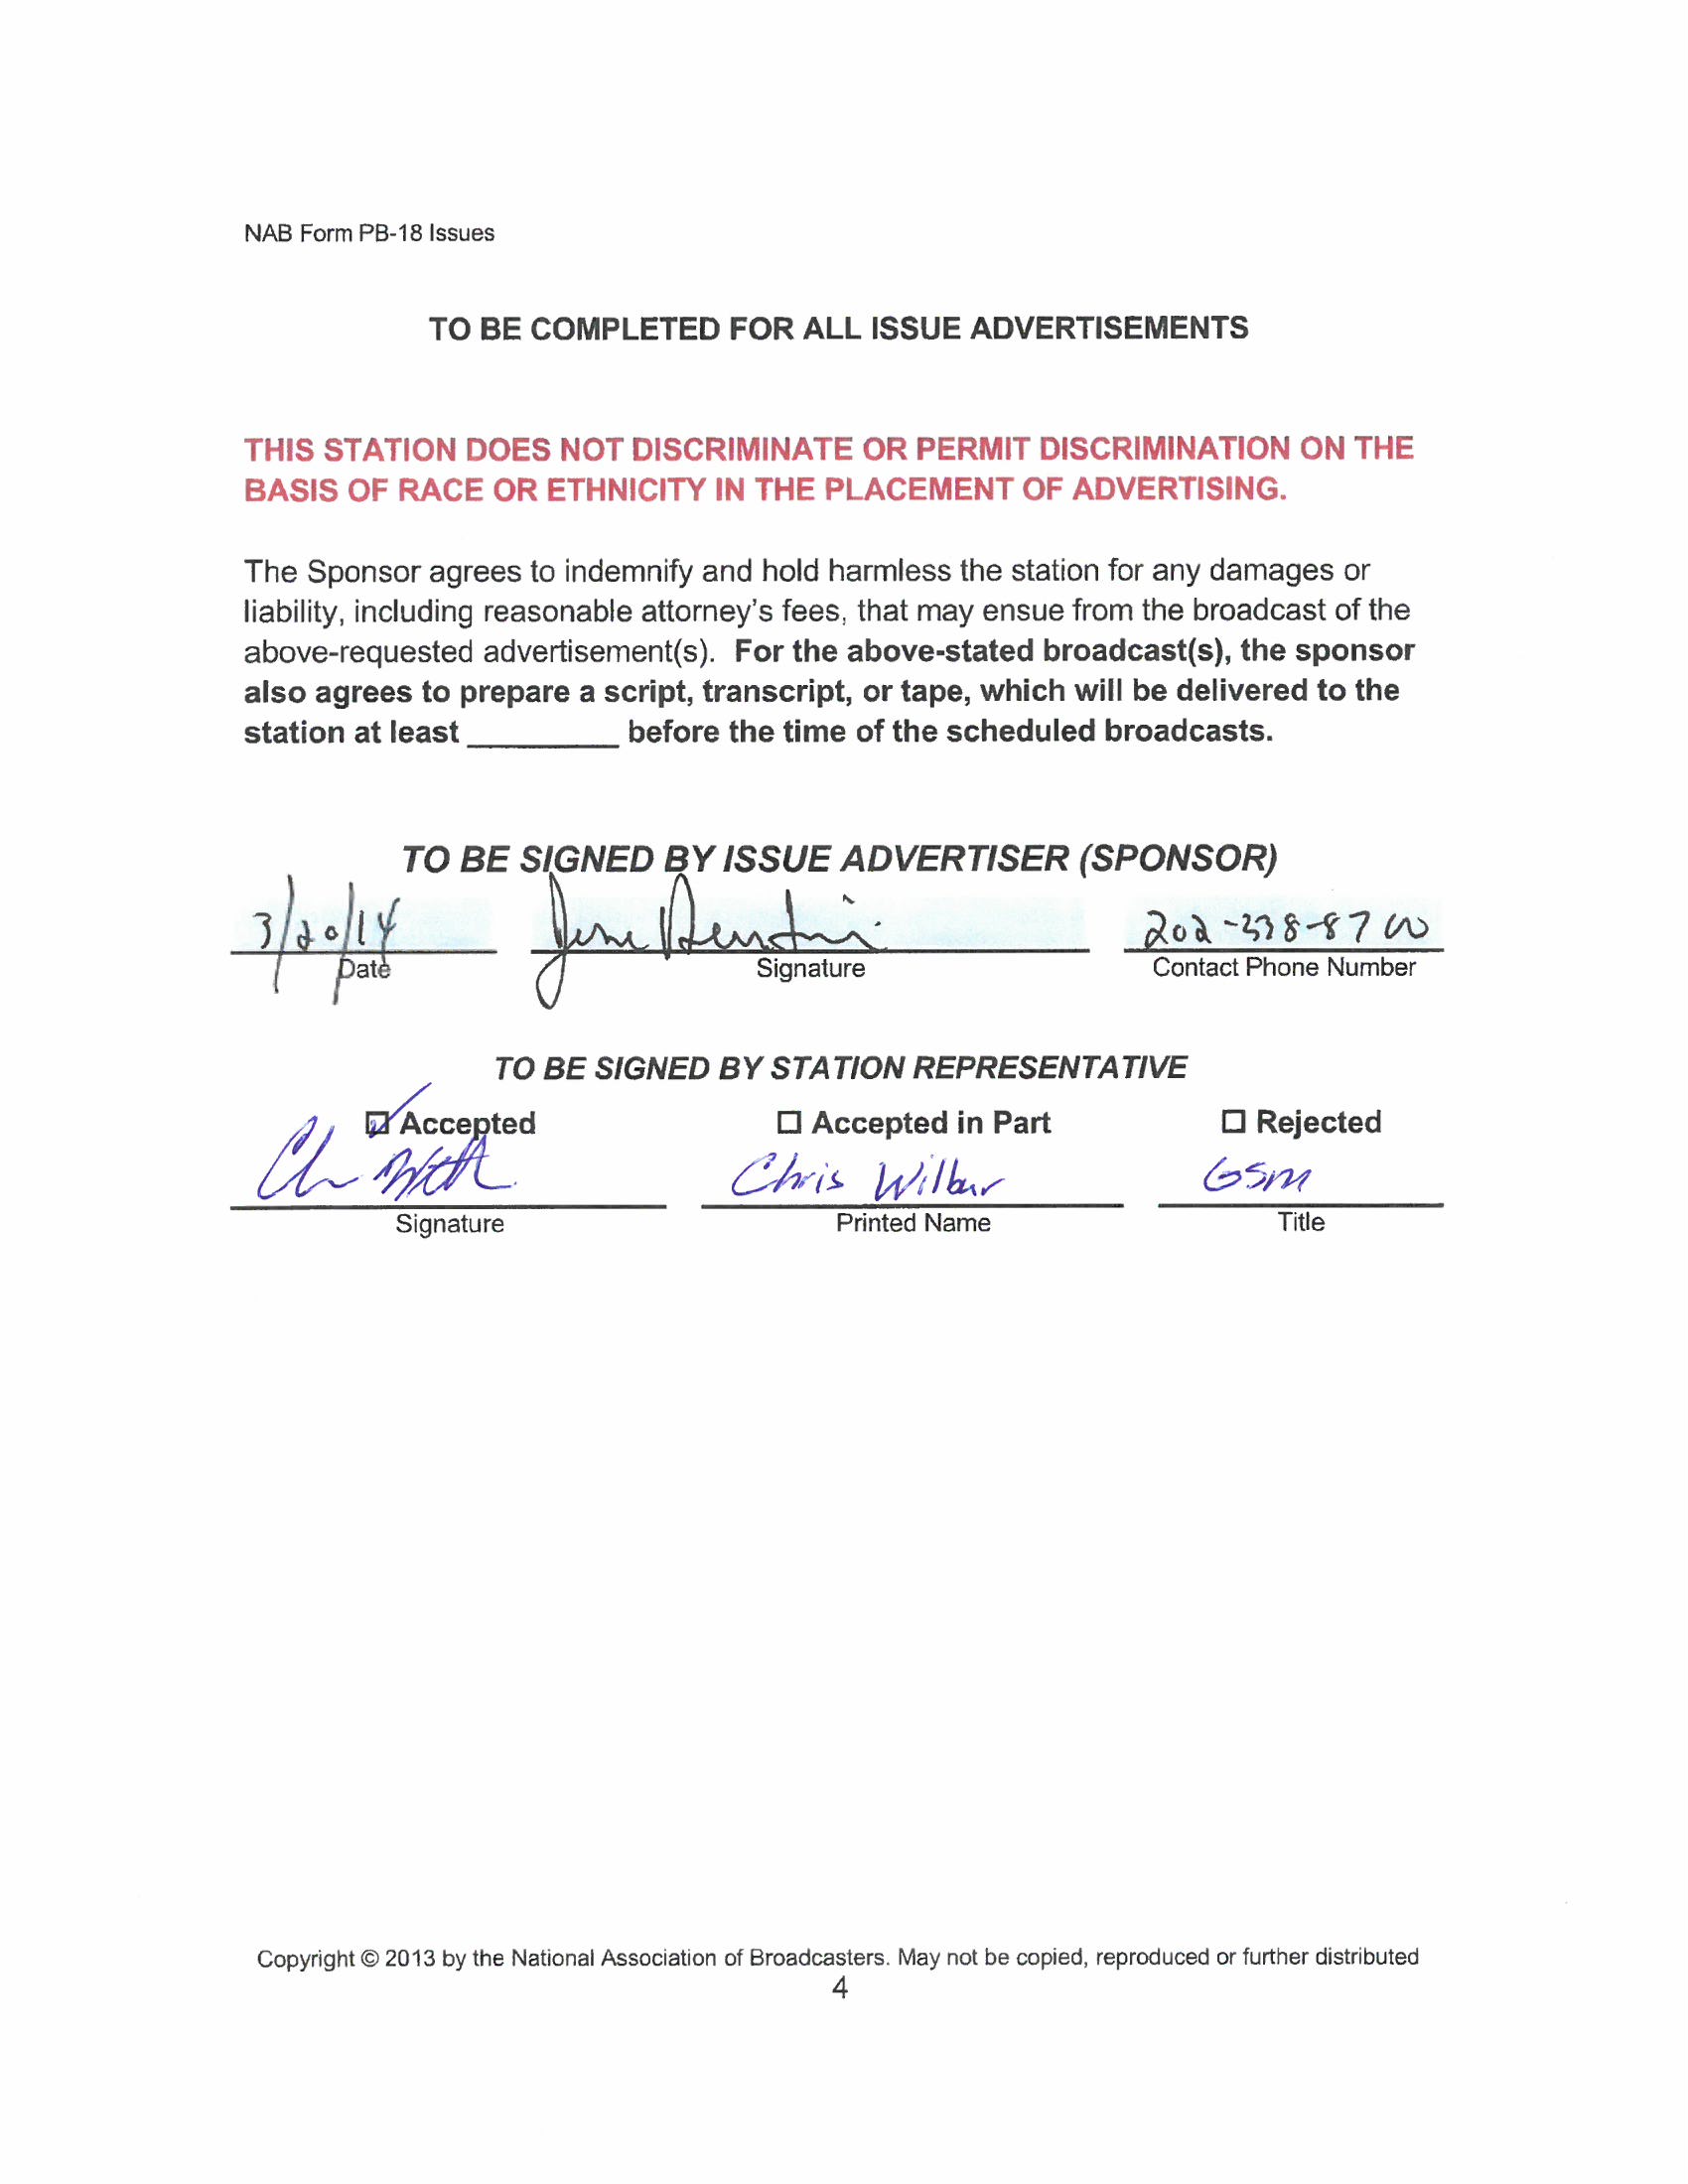 NAB Form PB-18 Issues
TO BE COMPLETED FOR ALL ISSUE ADVERTISEMENTS
THIS STATION DOES NOT DISCRIMINATE OR PERMIT DISCRIMINATION ON THE
BASIS OF RACE OR ETHNICITY IN THE PLACEMENT OF ADVERTISING.
The Sponsor agrees to indemnify and hold harmless the station for any damages or
liability, including reasonable attorney's fees, that may ensue from the broadcast of the
above-requested advertisement(s). For the above-stated broadcast(s), the sponsor
also agrees to prepare a script, transcript, or tape, which will be delivered to the
station at least __________ before the time of the scheduled broadcasts.
TO BE SIGNED BY ISSUE ADVERTISER (SPONSOR)
3/20/14
Date Signature Contact Phone Number
TO BE SIGNED BY STATION REPRESENTATIVE
☑ Accepted ☐ Accepted in Part ☐ Rejected
Chris Wilbur GSM
Signature Printed Name Title
Copyright © 2013 by the National Association of Broadcasters. May not be copied, reproduced or further distributed
4